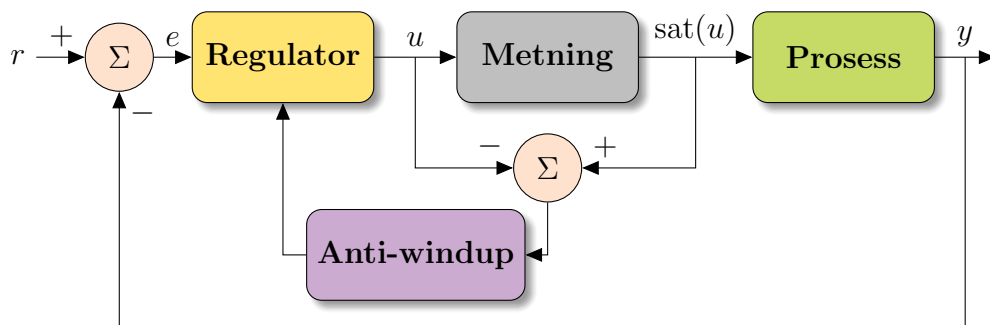 r + Σ e Regulator u Metning sat(u) Prosess y
−
− Σ +
Anti-windup